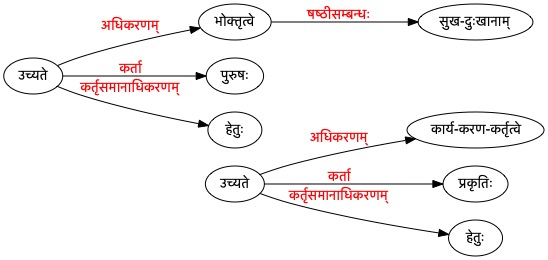 अधिकरणम्
भोक्तृत्वे
षष्ठीसम्बन्धः
सुख-दुःखानाम्
उच्यते
कर्ता
पुरुषः
कर्तृसमानाधिकरणम्
हेतुः
अधिकरणम्
कार्य-करण-कर्तृत्वे
उच्यते
कर्ता
प्रकृतिः
कर्तृसमानाधिकरणम्
हेतुः